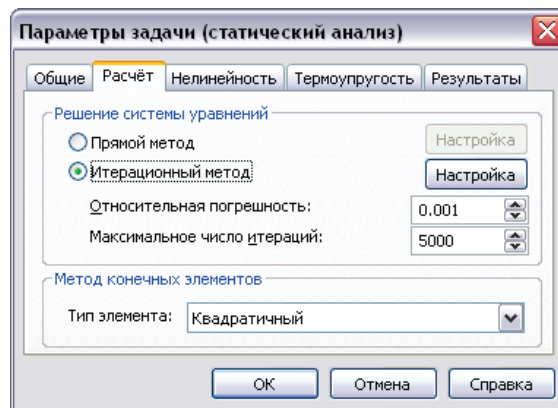 Параметры задачи (статический анализ)
Общие Расчёт Нелинейность Термоупругость Результаты
Решение системы уравнений
Прямой метод Настройка
Итерационный метод Настройка
Относительная погрешность: 0.001
Максимальное число итераций: 5000
Метод конечных элементов
Тип элемента: Квадратичный
ОК Отмена Справка